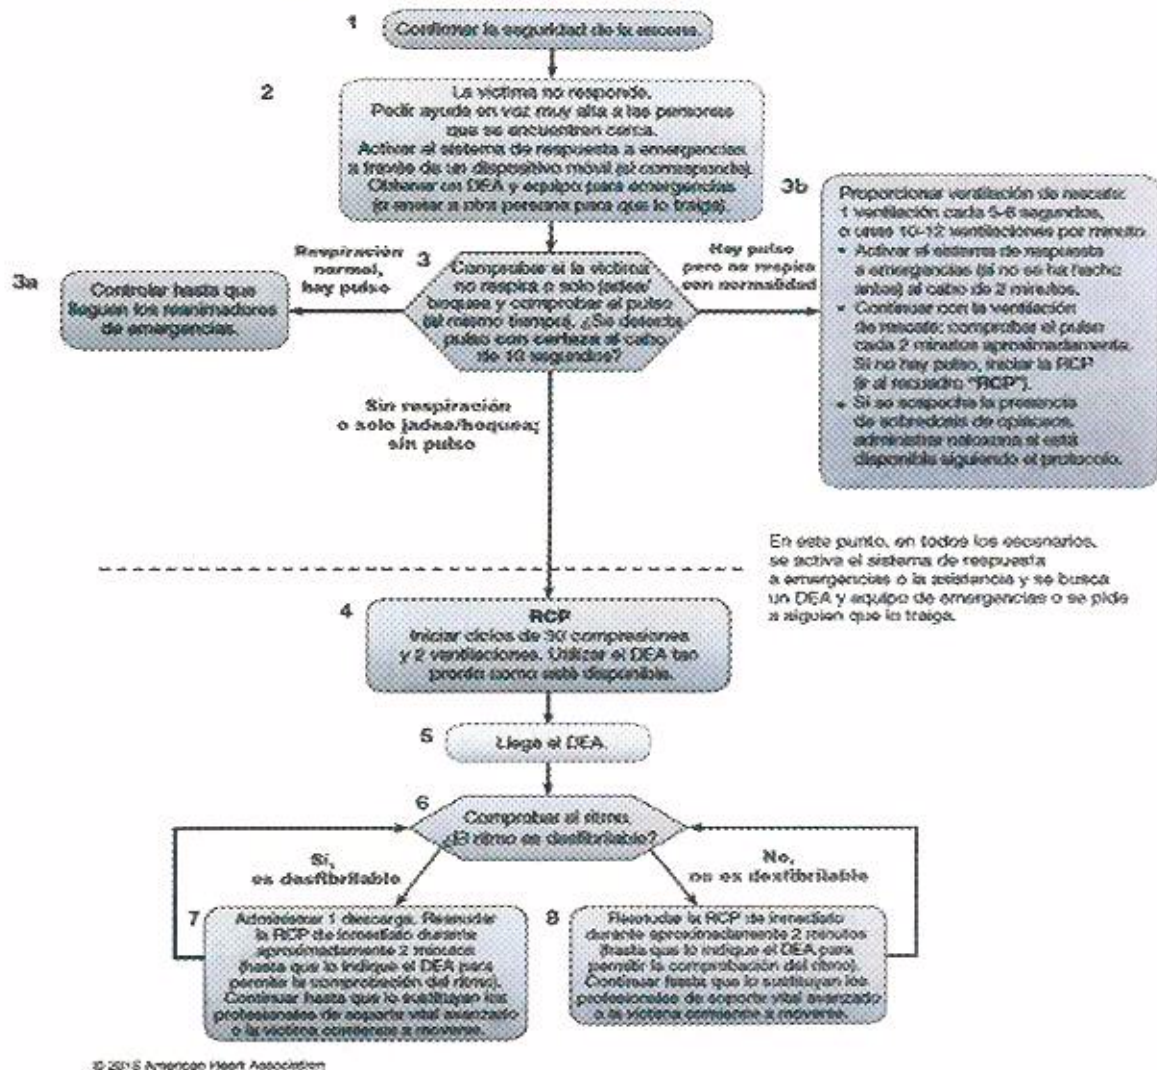 1
Confirmar la seguridad de la escena.
2
La víctima no responde.
Pedir ayuda en voz muy alta a las personas
que se encuentren cerca.
Activar el sistema de respuesta a emergencias
a través de un dispositivo móvil (si corresponde).
Obtener un DEA y equipo para emergencias
(o enviar a otra persona para que lo traiga).
3a
Controlar hasta que
lleguen los reanimadores
de emergencias.
Respiración
normal,
hay pulso
3
Comprobar si la víctima
no respira o solo jadea/
boquea y comprobar el pulso
(al mismo tiempo). ¿Se detecta
pulso con certeza al cabo
de 10 segundos?
Hay pulso
pero no respira
con normalidad
3b
Proporcionar ventilación de rescate:
1 ventilación cada 5-6 segundos,
o unas 10-12 ventilaciones por minuto.
• Activar el sistema de respuesta
a emergencias (si no se ha hecho
antes) al cabo de 2 minutos.
• Continuar con la ventilación
de rescate; comprobar el pulso
cada 2 minutos aproximadamente.
Si no hay pulso, iniciar la RCP
(ir al recuadro "RCP").
• Si se sospecha la presencia
de sobredosis de opiáceos,
administrar naloxona si está
disponible siguiendo el protocolo.
Sin respiración
o solo jadea/boquea;
sin pulso
En este punto, en todos los escenarios,
se activa el sistema de respuesta
a emergencias o la asistencia y se busca
un DEA y equipo de emergencias o se pide
a alguien que lo traiga.
4
RCP
Iniciar ciclos de 30 compresiones
y 2 ventilaciones. Utilizar el DEA tan
pronto como esté disponible.
5
Llega el DEA.
6
Comprobar el ritmo.
¿El ritmo es desfibrilable?
Sí,
es desfibrilable
No,
no es desfibrilable
7
Administrar 1 descarga. Reanudar
la RCP de inmediato durante
aproximadamente 2 minutos
(hasta que lo indique el DEA para
permitir la comprobación del ritmo).
Continuar hasta que lo sustituyan los
profesionales de soporte vital avanzado
o la víctima comience a moverse.
8
Reanudar la RCP de inmediato
durante aproximadamente 2 minutos
(hasta que lo indique el DEA para
permitir la comprobación del ritmo).
Continuar hasta que lo sustituyan los
profesionales de soporte vital avanzado
o la víctima comience a moverse.
© 2015 American Heart Association